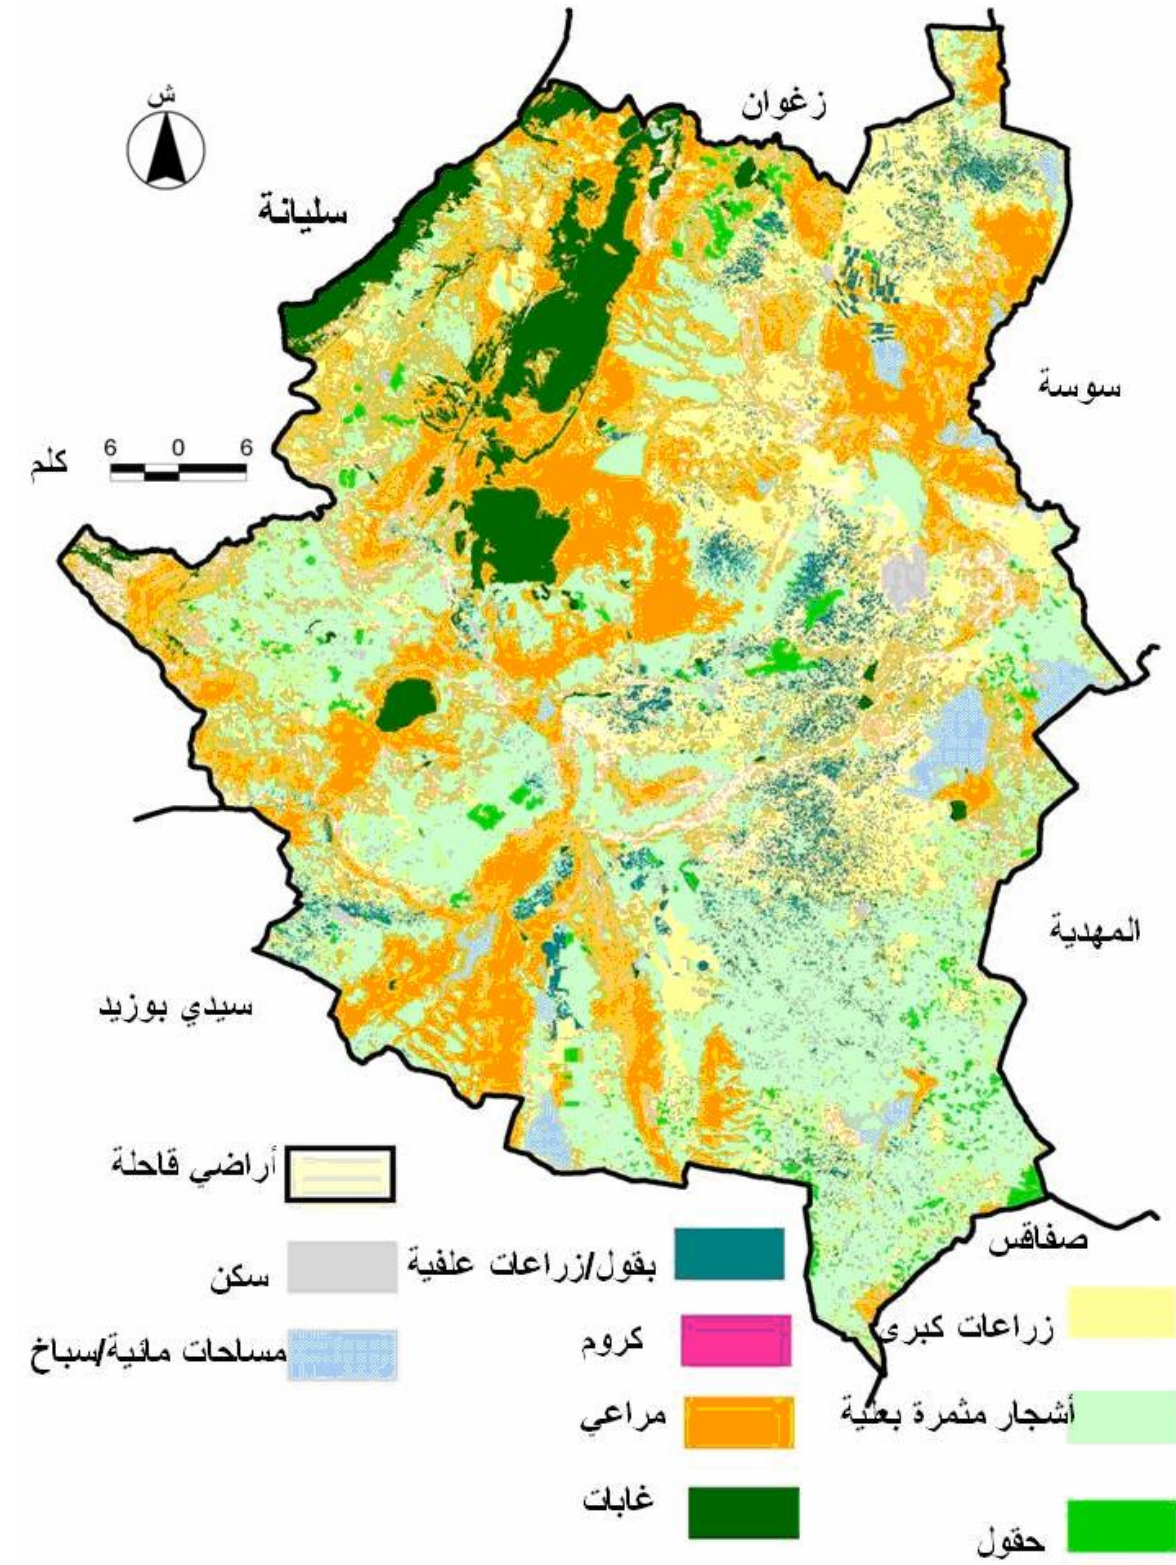 ش
زغوان
سليانة
سوسة
6 0 6
كلم
المهدية
سيدي بوزيد
أراضي قاحلة
صفاقس
سكن
بقول/زراعات علفية
زراعات كبرى
مساحات مائية/سباخ
كروم
أشجار مثمرة بعلية
مراعي
غابات
حقول